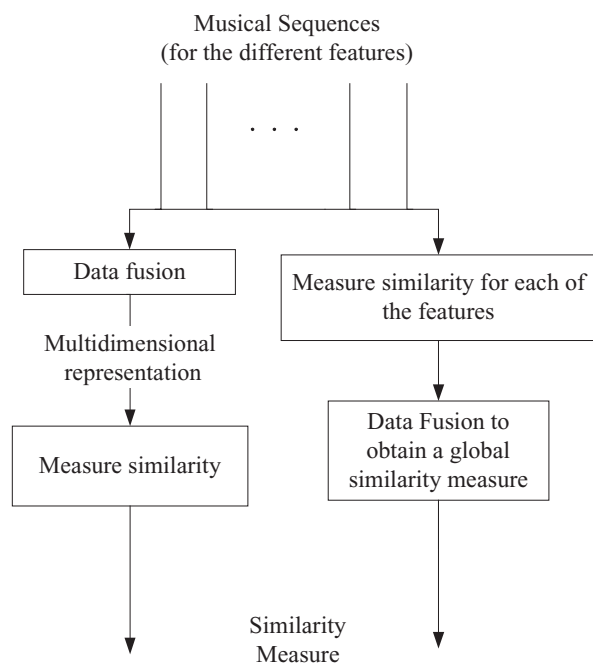 Musical Sequences
(for the different features)
. . .
Data fusion
Multidimensional
representation
Measure similarity
Measure similarity for each of
the features
Data Fusion to
obtain a global
similarity measure
Similarity
Measure